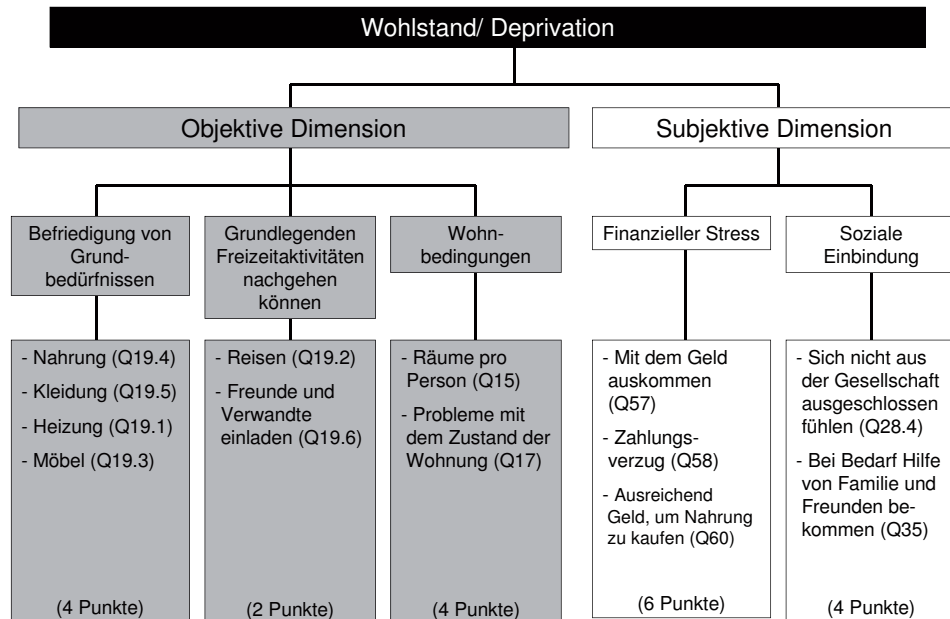 Wohlstand/ Deprivation
Objektive Dimension
Subjektive Dimension
Befriedigung von
Grund-
bedürfnissen
Grundlegenden
Freizeitaktivitäten
nachgehen
können
Wohn-
bedingungen
Finanzieller Stress
Soziale
Einbindung
- Nahrung (Q19.4)
- Kleidung (Q19.5)
- Heizung (Q19.1)
- Möbel (Q19.3)
(4 Punkte)
- Reisen (Q19.2)
- Freunde und
Verwandte
einladen (Q19.6)
(2 Punkte)
- Räume pro
Person (Q15)
- Probleme mit
dem Zustand der
Wohnung (Q17)
(4 Punkte)
- Mit dem Geld
auskommen
(Q57)
- Zahlungs-
verzug (Q58)
- Ausreichend
Geld, um Nahrung
zu kaufen (Q60)
(6 Punkte)
- Sich nicht aus
der Gesellschaft
ausgeschlossen
fühlen (Q28.4)
- Bei Bedarf Hilfe
von Familie und
Freunden be-
kommen (Q35)
(4 Punkte)